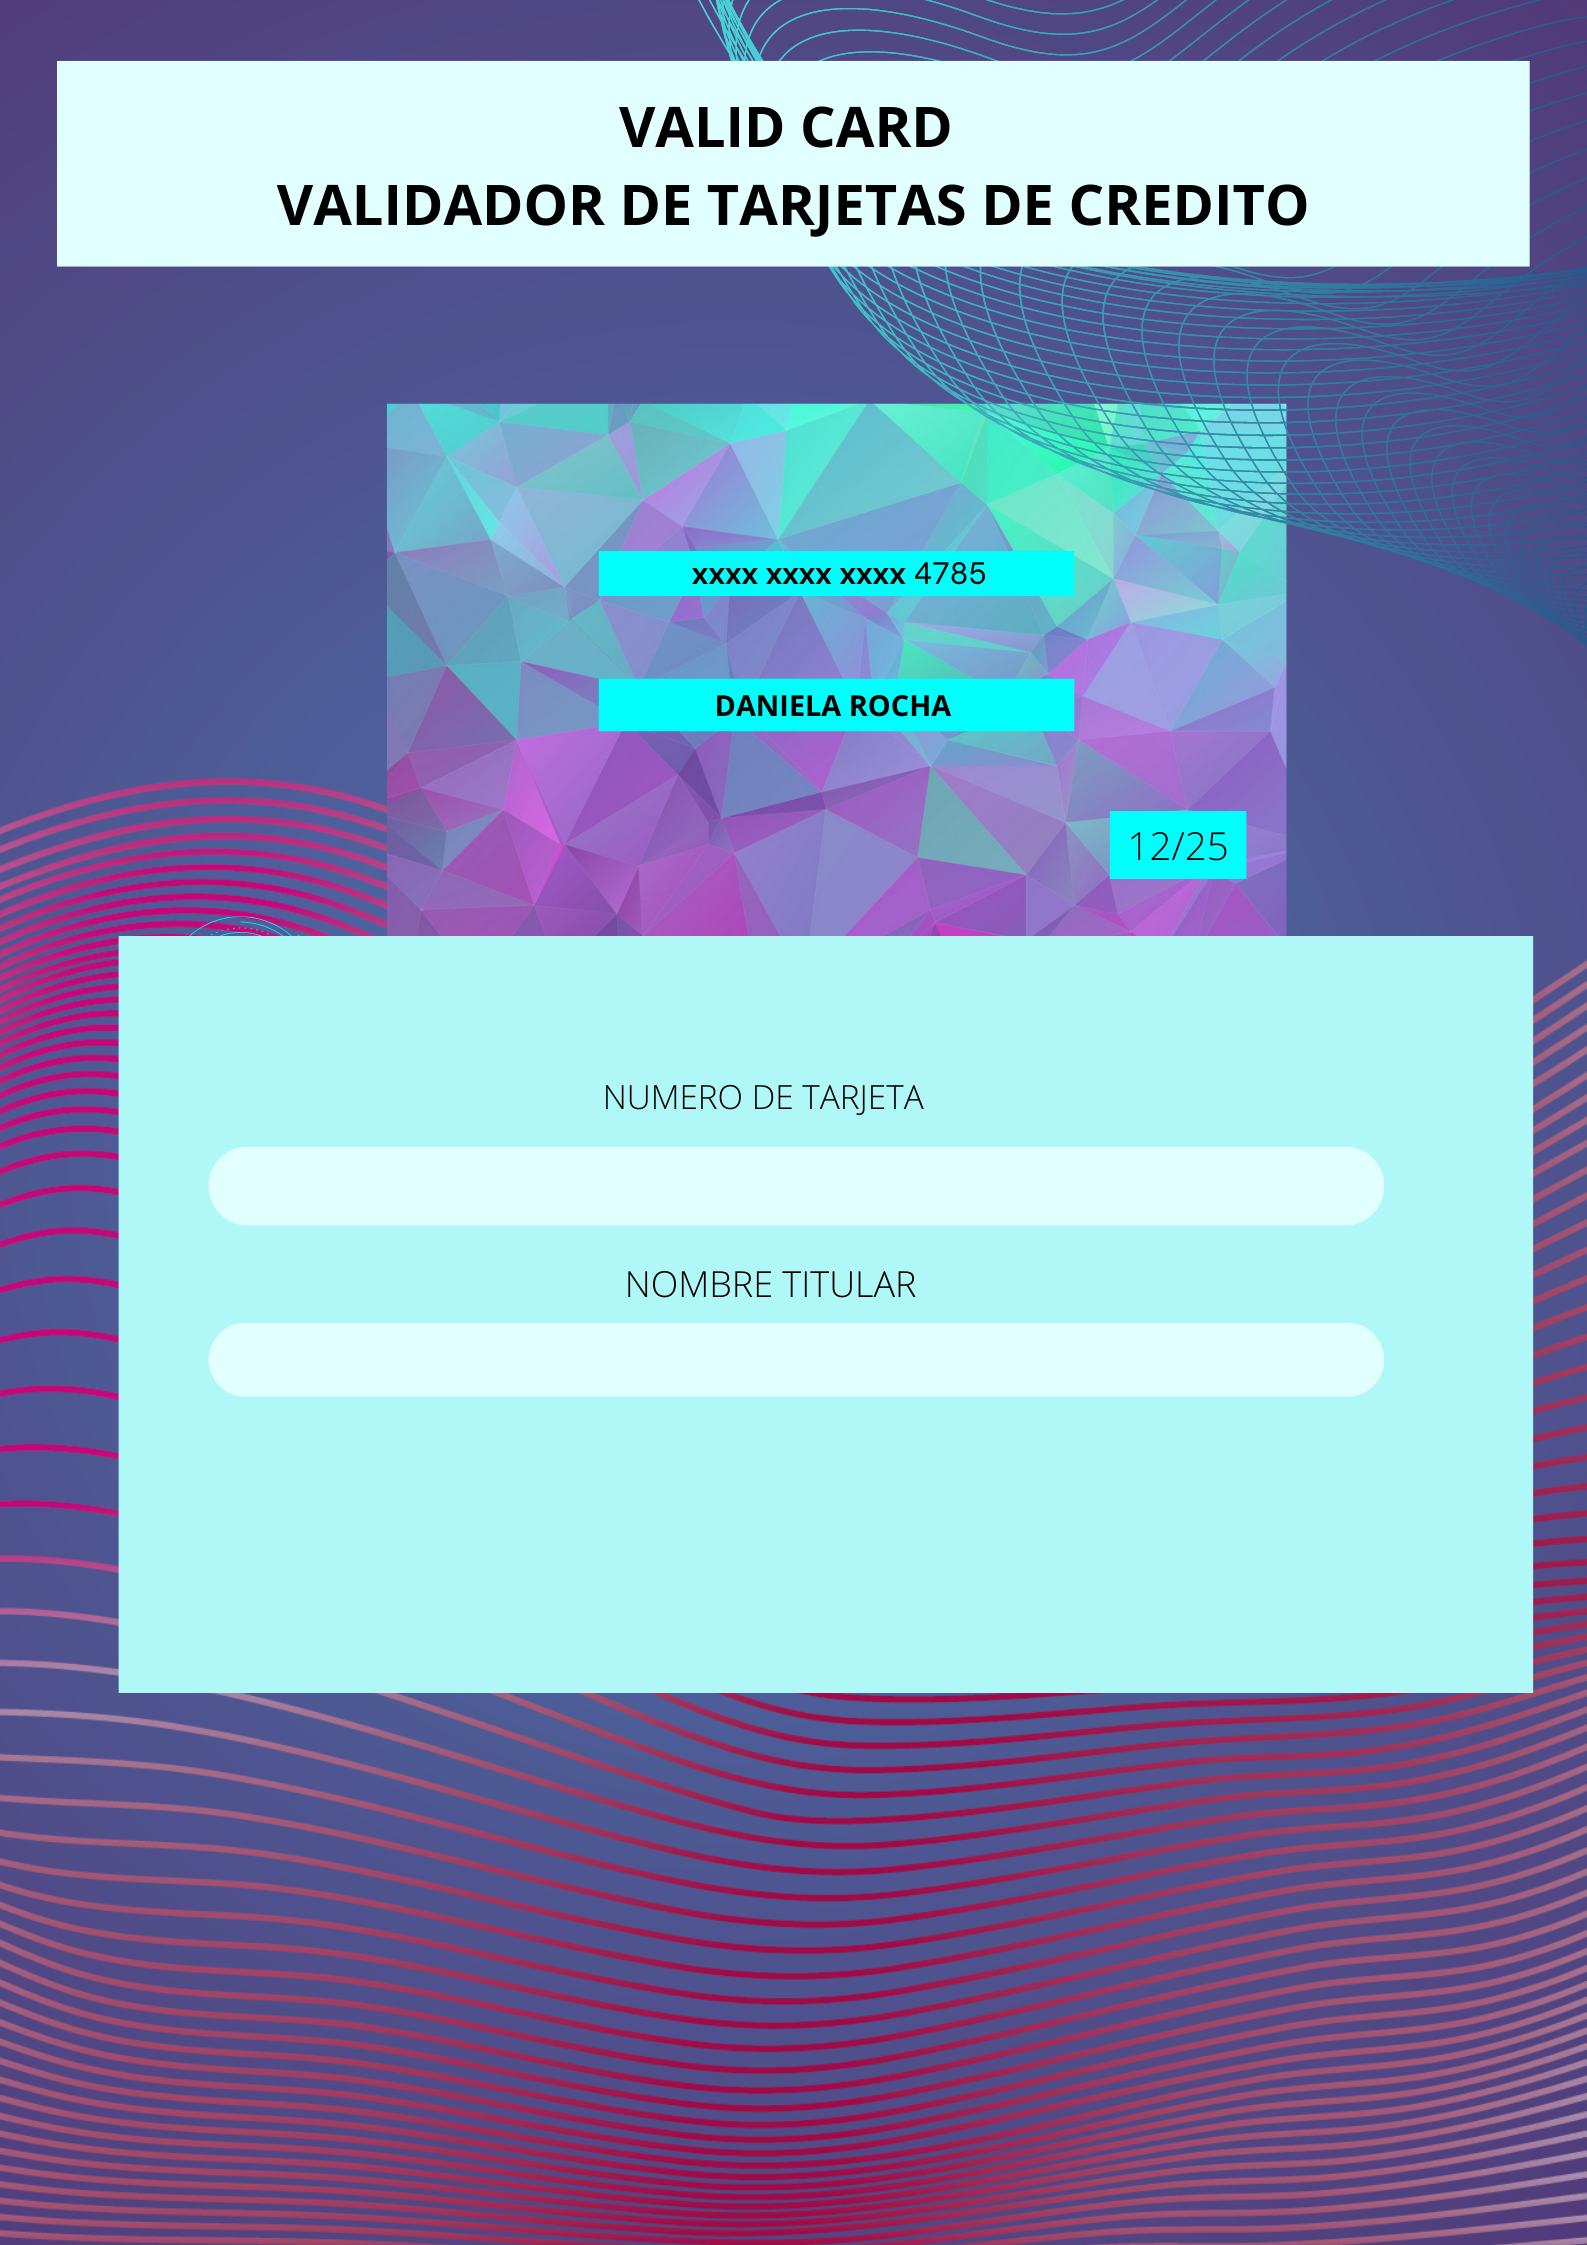 VALID CARD
VALIDADOR DE TARJETAS DE CREDITO
xxxx xxxx xxxx 4785
DANIELA ROCHA
12/25
NUMERO DE TARJETA
NOMBRE TITULAR